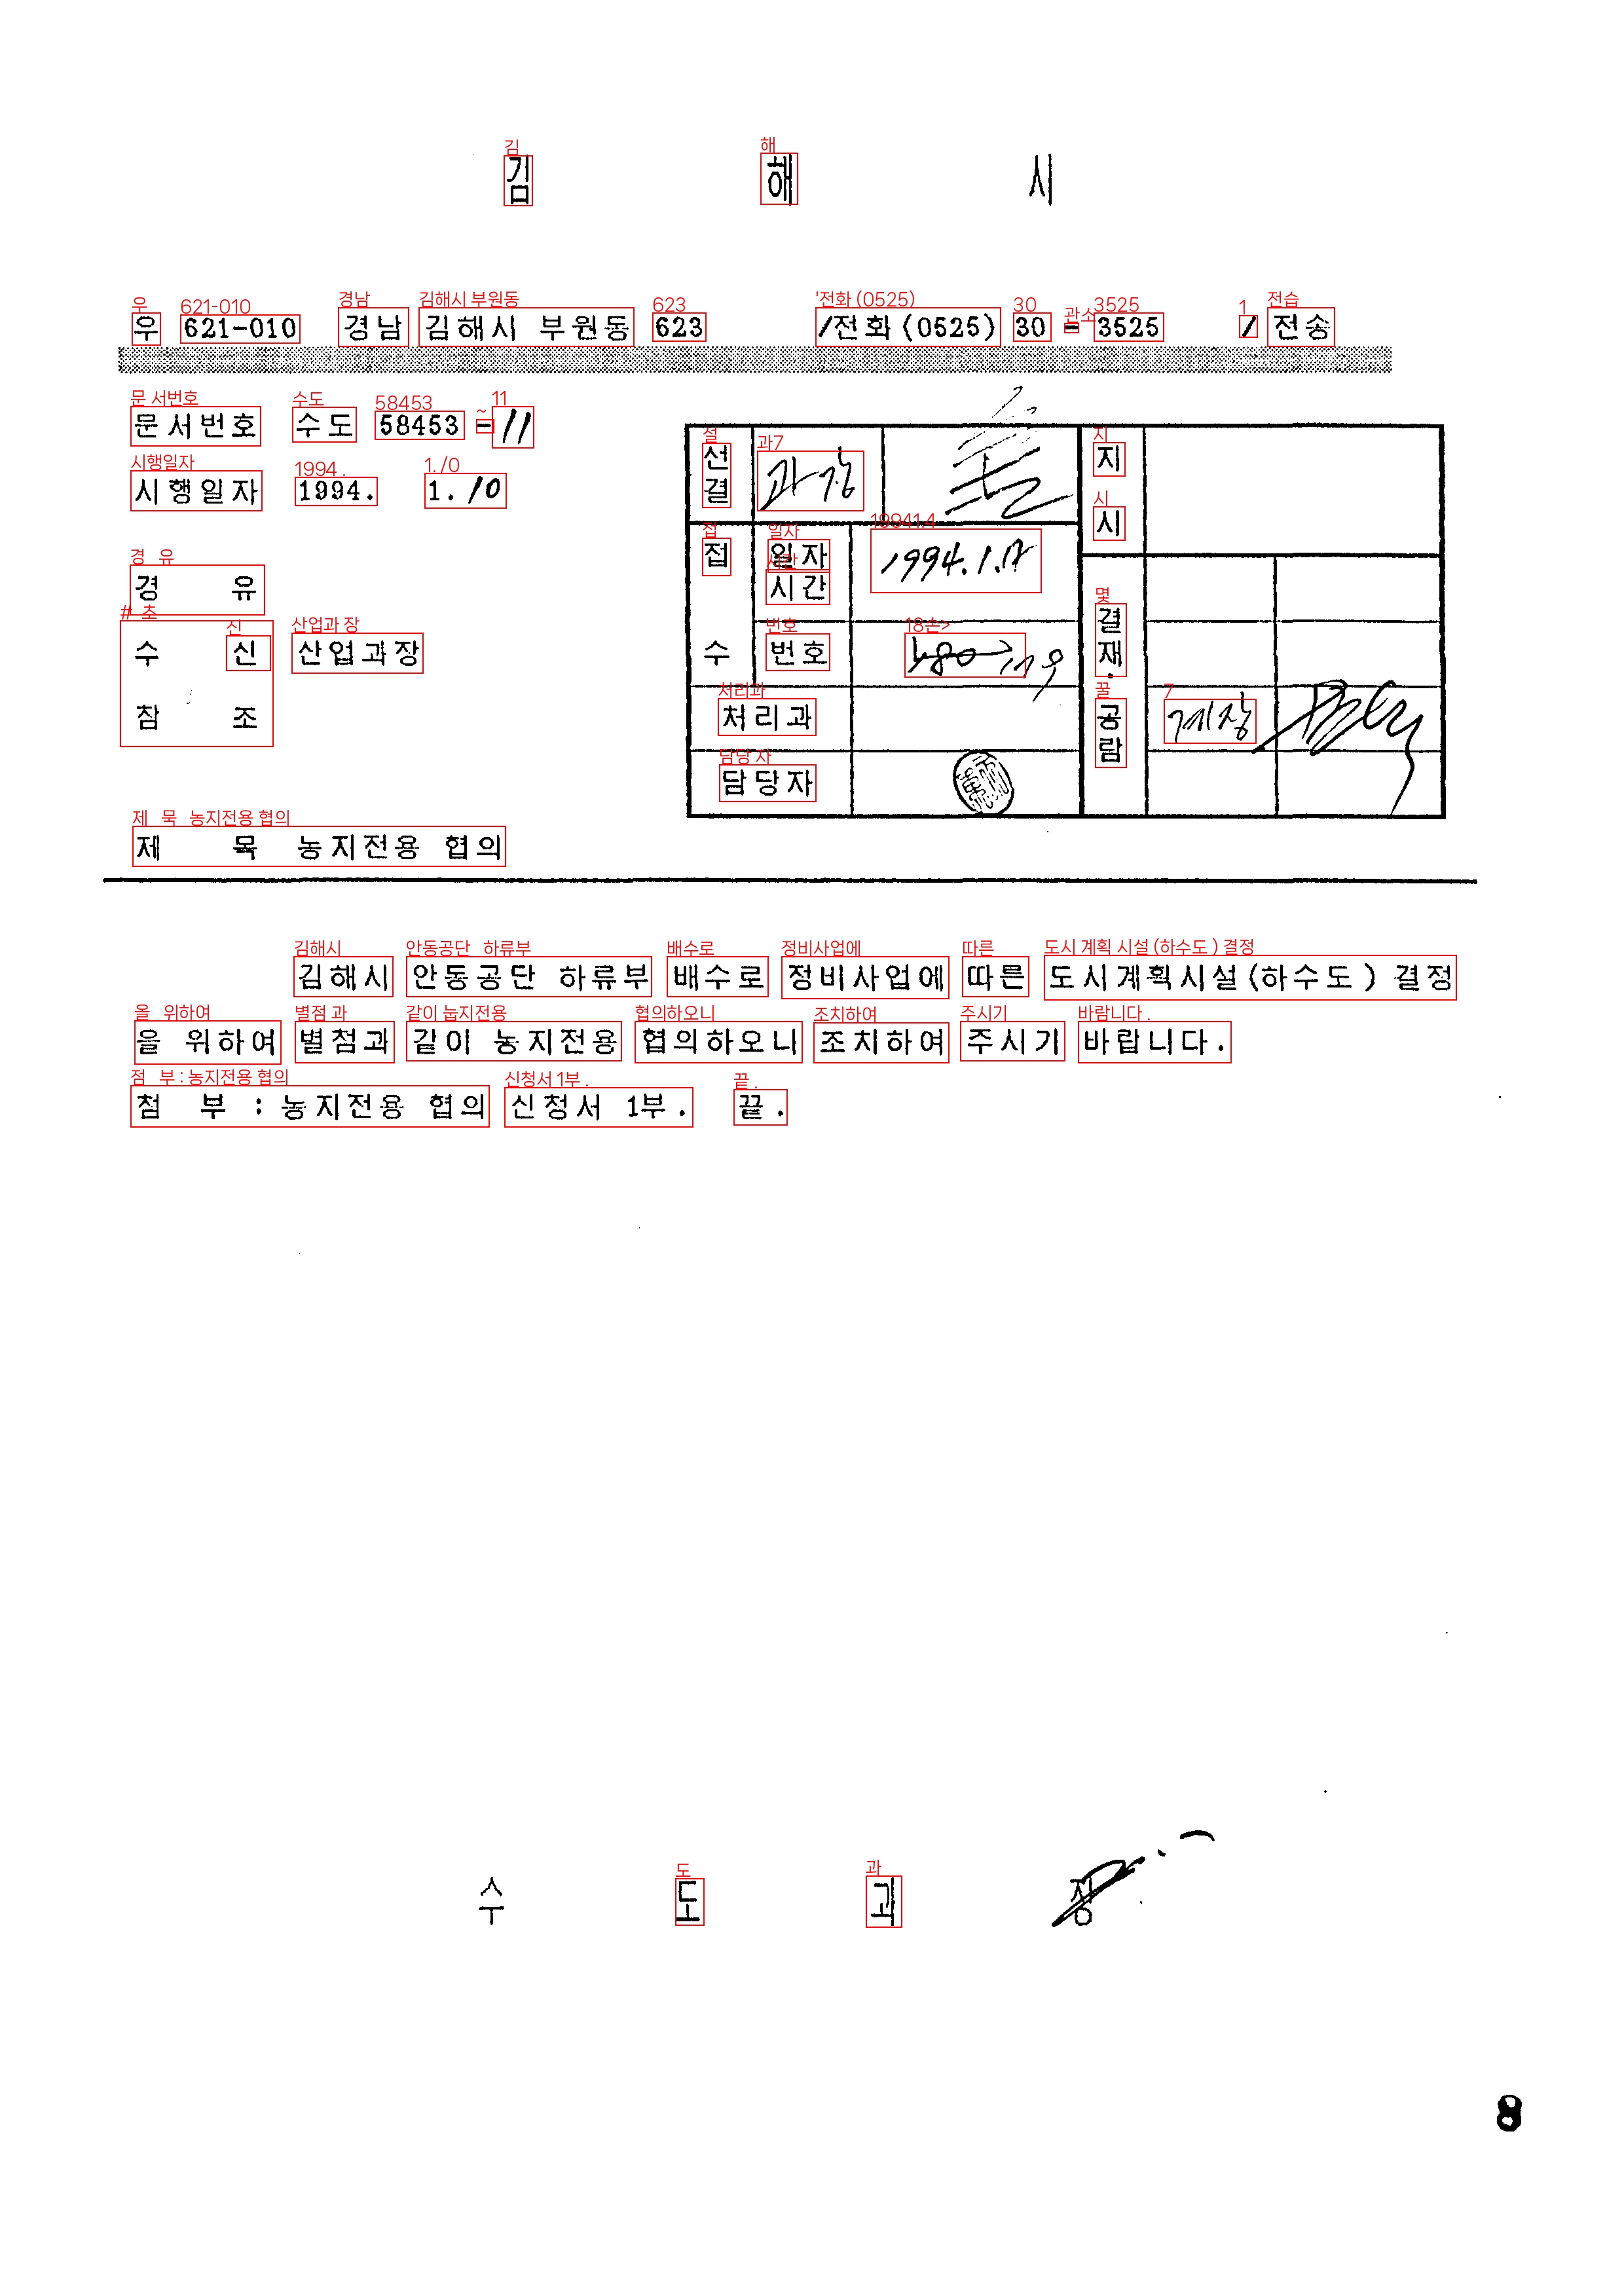 김 해 시
우 621-010 경남 김해시 부원동 623 /전화 (0525) 30 - 3525 / 전송
문서번호 수도 58453 - 11
시행일자 1994. 1. 10
경 유
수 신 산업과장
참 조
제 목 농지전용 협의
선결 과장
접수 일자 시간 1994. 1.
번호
처리과
담당자
지시
결재·공람 계장
김해시 안동공단 하류부 배수로 정비사업에 따른 도시계획시설(하수도) 결정
을 위하여 별첨과 같이 농지전용 협의하오니 조치하여 주시기 바랍니다.
첨 부 : 농지전용 협의 신청서 1부. 끝.
수 도 과 장
8